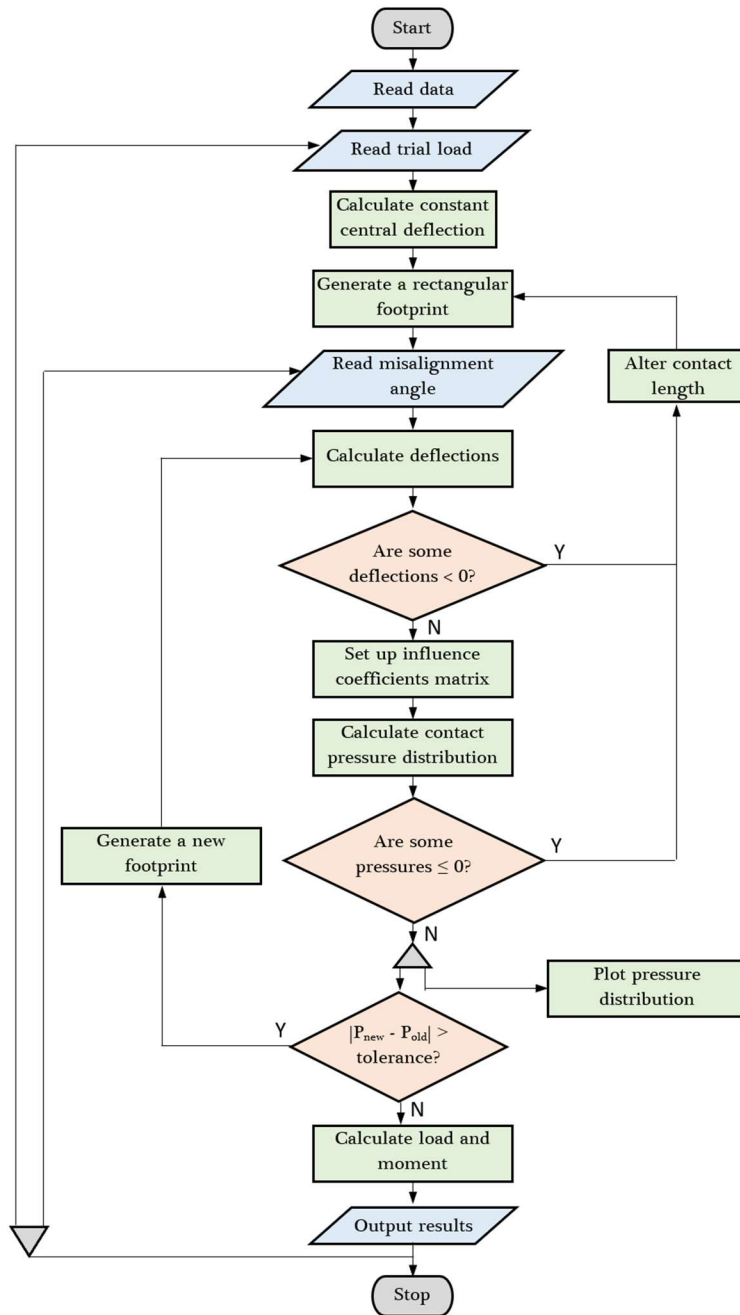 Start
Read data
Read trial load
Calculate constant
central deflection
Generate a rectangular
footprint
Read misalignment
angle
Alter contact
length
Calculate deflections
Are some
deflections < 0?
Y
N
Set up influence
coefficients matrix
Calculate contact
pressure distribution
Generate a new
footprint
Are some
pressures ≤ 0?
Y
N
Plot pressure
distribution
Y
|Pnew - Pold| >
tolerance?
N
Calculate load and
moment
Output results
Stop